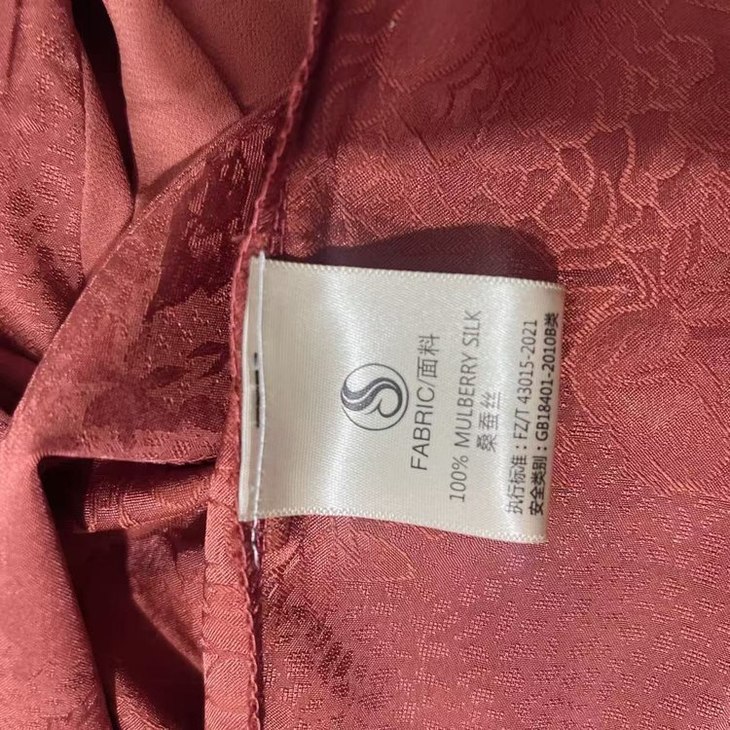 FABRIC/面料
100% MULBERRY SILK
桑蚕丝
执行标准：FZ/T 43015-2021
安全类别：GB18401-2010B类